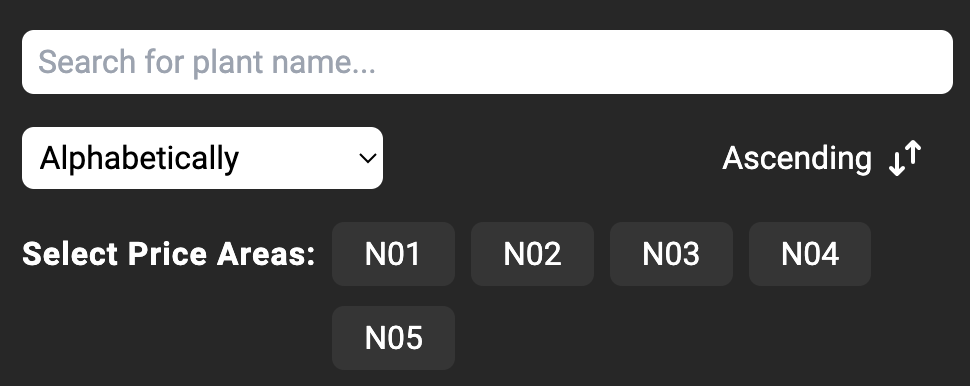 Search for plant name...
Alphabetically Ascending
Select Price Areas: N01 N02 N03 N04
N05